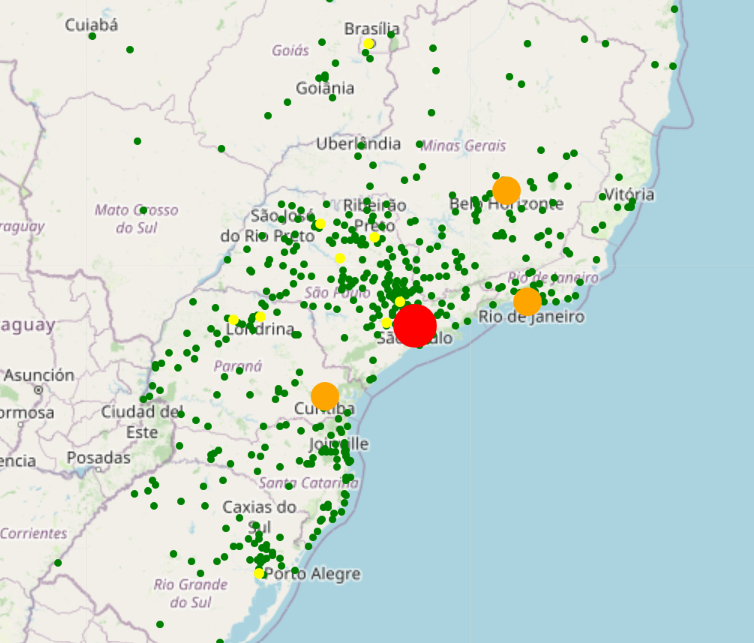 Cuiabá
Brasília
Goiás
Goiânia
Uberlândia
Minas Gerais
Mato Grosso
do Sul
raguay
São José
do Rio Preto
Ribeirão
Preto
Belo Horizonte
Vitória
São Paulo
Rio de Janeiro
Rio de Janeiro
São Paulo
aguay
Londrina
Paraná
Asunción
ormosa
Ciudad del
Este
Curitiba
Joinville
encia
Posadas
Santa Catarina
Caxias do
Sul
Corrientes
Porto Alegre
Rio Grande
do Sul